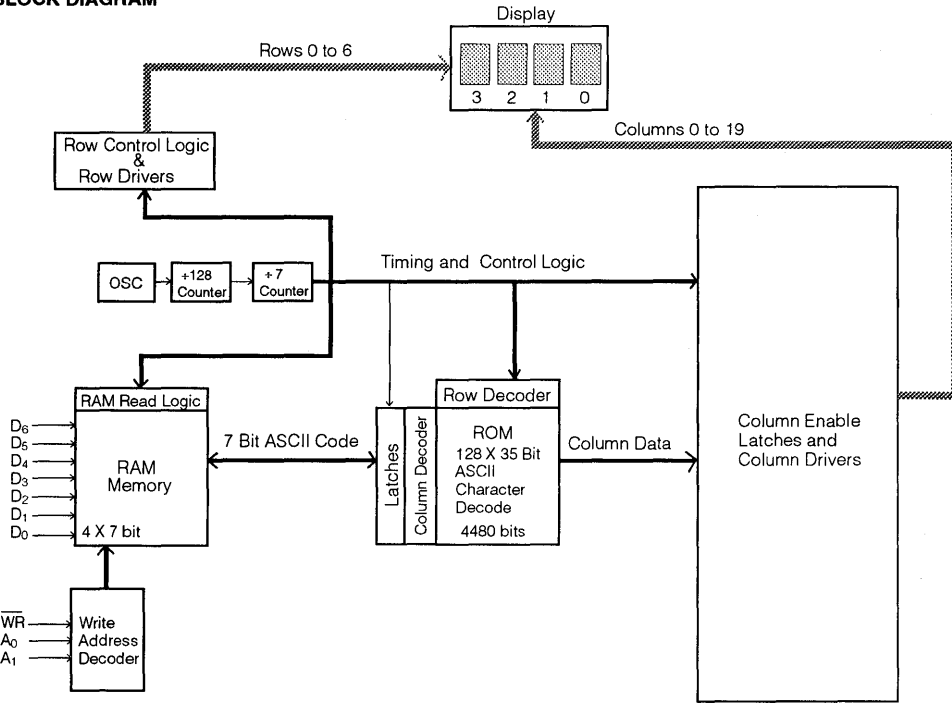 BLOCK DIAGRAM
Display
Rows 0 to 6
3 2 1 0
Columns 0 to 19
Row Control Logic
&
Row Drivers
Timing and Control Logic
OSC
÷128
Counter
÷7
Counter
RAM Read Logic
Row Decoder
D6
D5
D4
D3
D2
D1
D0
RAM
Memory
4 X 7 bit
7 Bit ASCII Code
Latches
Column Decoder
ROM
128 X 35 Bit
ASCII
Character
Decode
4480 bits
Column Data
Column Enable
Latches and
Column Drivers
W̅R̅
A0
A1
Write
Address
Decoder